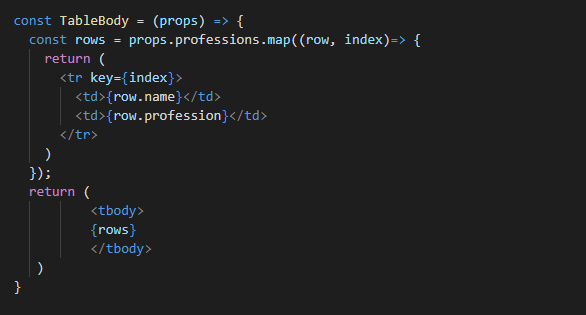 const TableBody = (props) => {
  const rows = props.professions.map((row, index)=> {
    return (
      <tr key={index}>
        <td>{row.name}</td>
        <td>{row.profession}</td>
      </tr>
    )
  });
  return (
          <tbody>
          {rows}
          </tbody>
   )
}